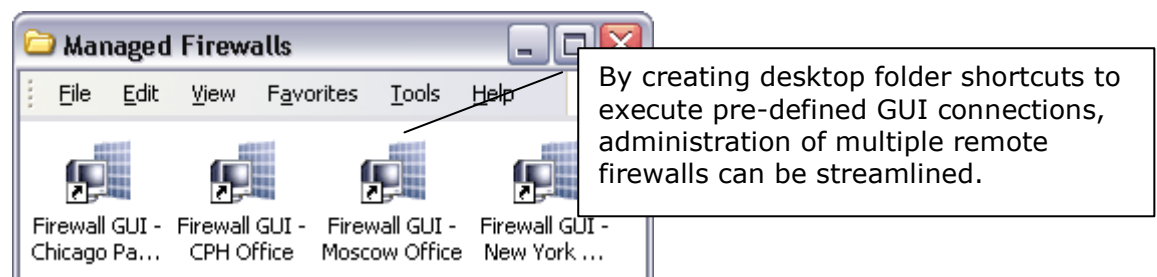 Managed Firewalls
File Edit View Favorites Tools Help
By creating desktop folder shortcuts to
execute pre-defined GUI connections,
administration of multiple remote
firewalls can be streamlined.
Firewall GUI - Firewall GUI - Firewall GUI - Firewall GUI -
Chicago Pa... CPH Office Moscow Office New York ...